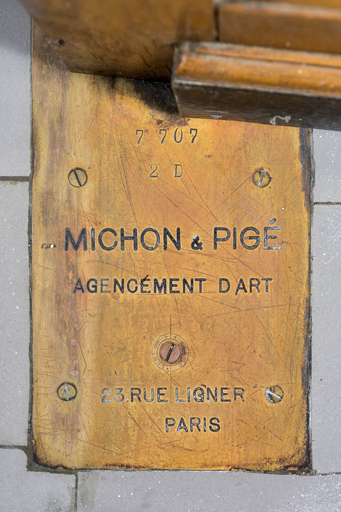 7 707
2 D
MICHON & PIGÉ
AGENCÉMENT D'ART
23.RUE LIGNER
PARIS